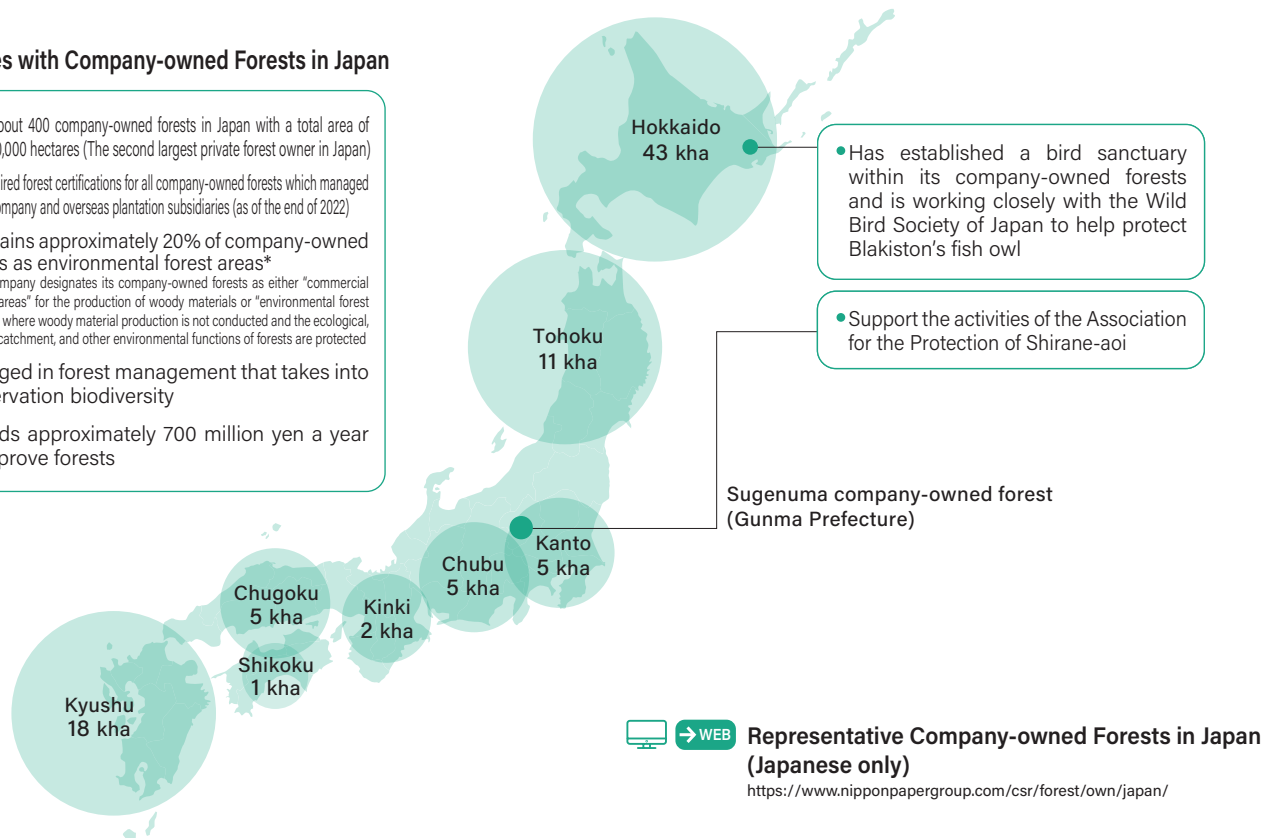 es with Company-owned Forests in Japan
bout 400 company-owned forests in Japan with a total area of
0,000 hectares (The second largest private forest owner in Japan)
ired forest certifications for all company-owned forests which managed
ompany and overseas plantation subsidiaries (as of the end of 2022)
ains approximately 20% of company-owned
s as environmental forest areas*
mpany designates its company-owned forests as either "commercial
areas" for the production of woody materials or "environmental forest
where woody material production is not conducted and the ecological,
catchment, and other environmental functions of forests are protected
ged in forest management that takes into
ervation biodiversity
ds approximately 700 million yen a year
prove forests
Hokkaido
43 kha
• Has established a bird sanctuary
within its company-owned forests
and is working closely with the Wild
Bird Society of Japan to help protect
Blakiston's fish owl
• Support the activities of the Association
for the Protection of Shirane-aoi
Tohoku
11 kha
Sugenuma company-owned forest
(Gunma Prefecture)
Kanto
5 kha
Chubu
5 kha
Kinki
2 kha
Chugoku
5 kha
Shikoku
1 kha
Kyushu
18 kha
→ WEB
Representative Company-owned Forests in Japan
(Japanese only)
https://www.nipponpapergroup.com/csr/forest/own/japan/